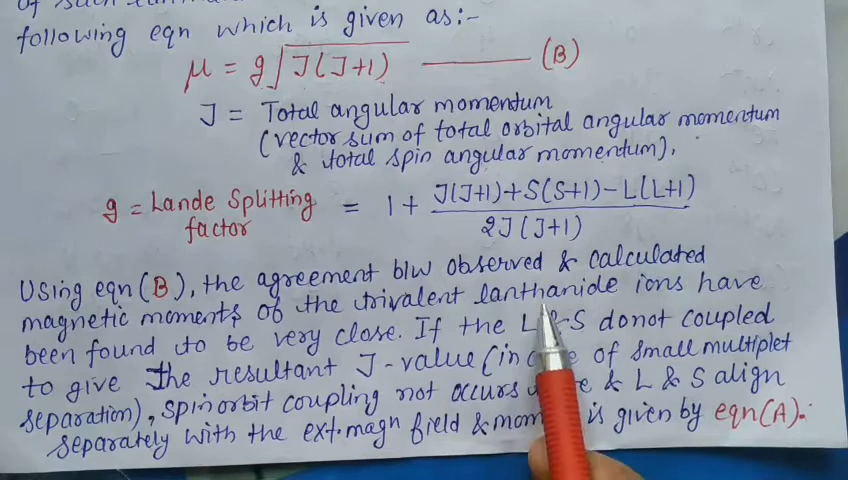 following eqn which is given as:-
μ = g√J(J+1) ——— (B)
J = Total angular momentum
(vector sum of total orbital angular momentum
& total spin angular momentum).
g = Lande Splitting factor = 1 + J(J+1)+S(S+1)-L(L+1) / 2J(J+1)
Using eqn(B), the agreement b/w observed & calculated
magnetic moments of the trivalent lanthanide ions have
been found to be very close. If the L & S donot coupled
to give the resultant J-value (in of small multiplet
separation), spin orbit coupling not occurs & L & S align
separately with the ext. magn field & is given by eqn(A).